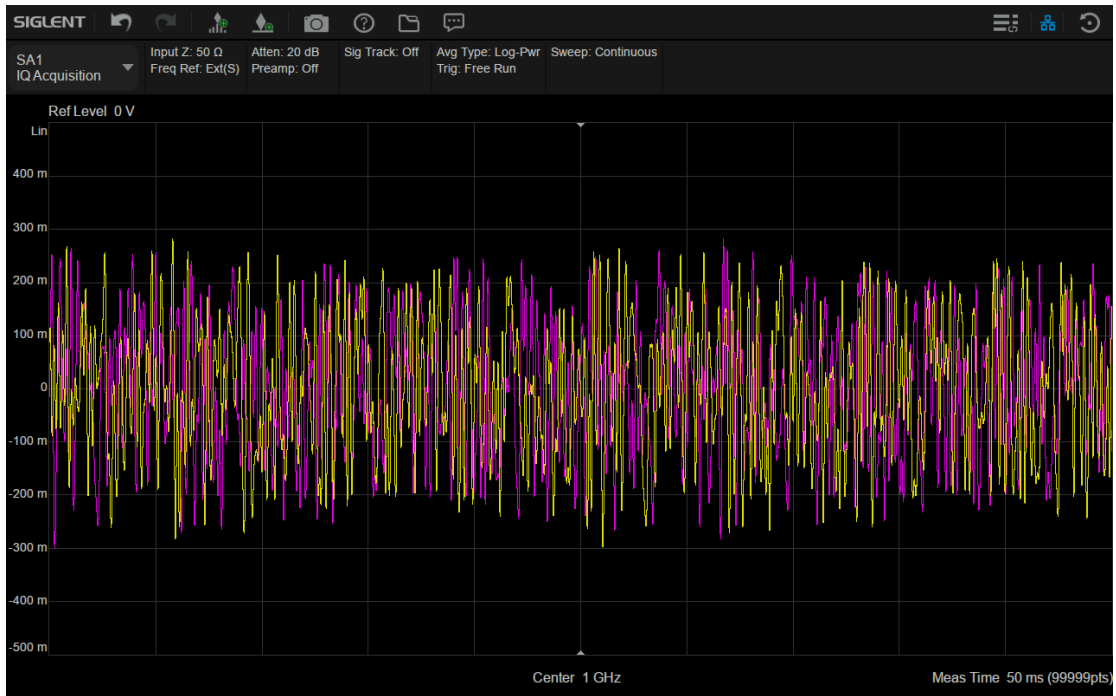 SIGLENT
SA1
IQ Acquisition
Input Z: 50 Ω
Freq Ref: Ext(S)
Atten: 20 dB
Preamp: Off
Sig Track: Off
Avg Type: Log-Pwr
Trig: Free Run
Sweep: Continuous
Ref Level 0 V
Lin
400 m
300 m
200 m
100 m
0
-100 m
-200 m
-300 m
-400 m
-500 m
Center 1 GHz
Meas Time 50 ms (99999pts)